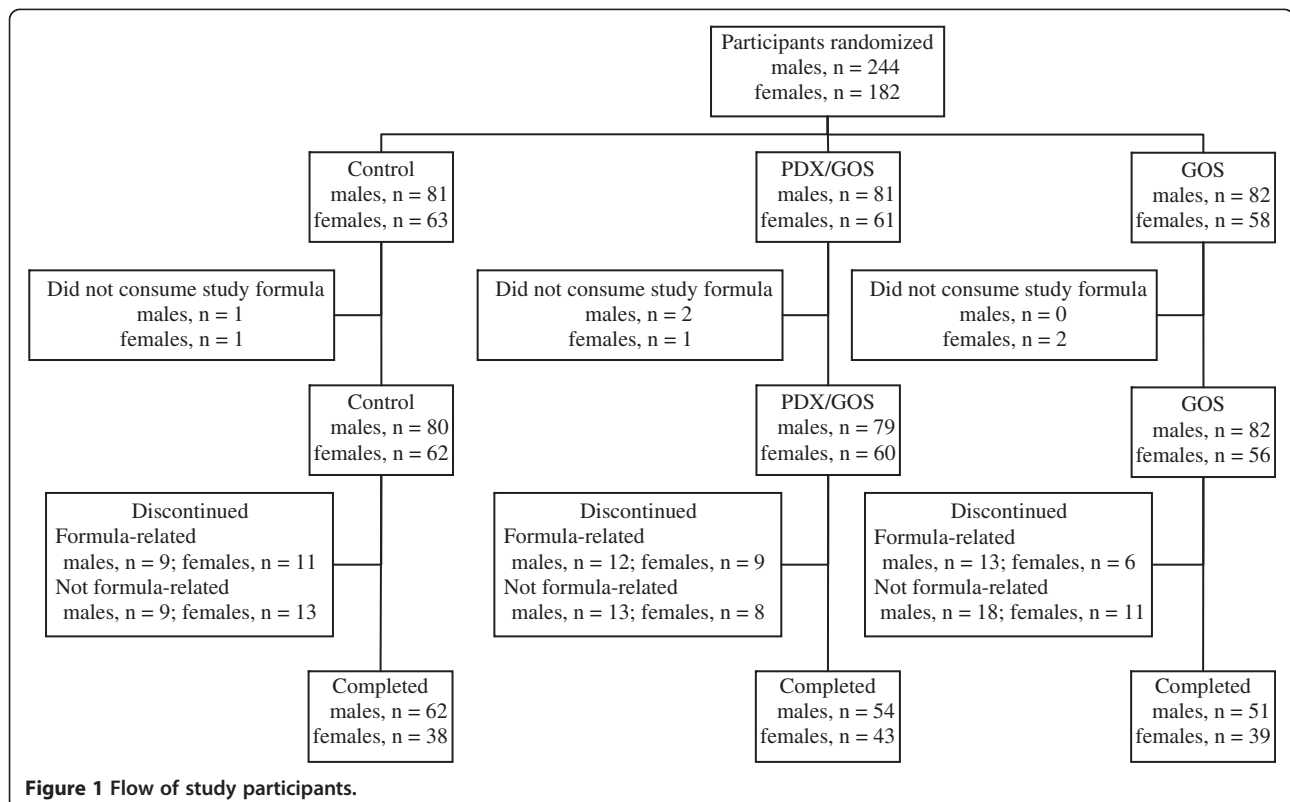 Participants randomized
males, n = 244
females, n = 182
Control
males, n = 81
females, n = 63
PDX/GOS
males, n = 81
females, n = 61
GOS
males, n = 82
females, n = 58
Did not consume study formula
males, n = 1
females, n = 1
Did not consume study formula
males, n = 2
females, n = 1
Did not consume study formula
males, n = 0
females, n = 2
Control
males, n = 80
females, n = 62
PDX/GOS
males, n = 79
females, n = 60
GOS
males, n = 82
females, n = 56
Discontinued
Formula-related
males, n = 9; females, n = 11
Not formula-related
males, n = 9; females, n = 13
Discontinued
Formula-related
males, n = 12; females, n = 9
Not formula-related
males, n = 13; females, n = 8
Discontinued
Formula-related
males, n = 13; females, n = 6
Not formula-related
males, n = 18; females, n = 11
Completed
males, n = 62
females, n = 38
Completed
males, n = 54
females, n = 43
Completed
males, n = 51
females, n = 39
Figure 1 Flow of study participants.